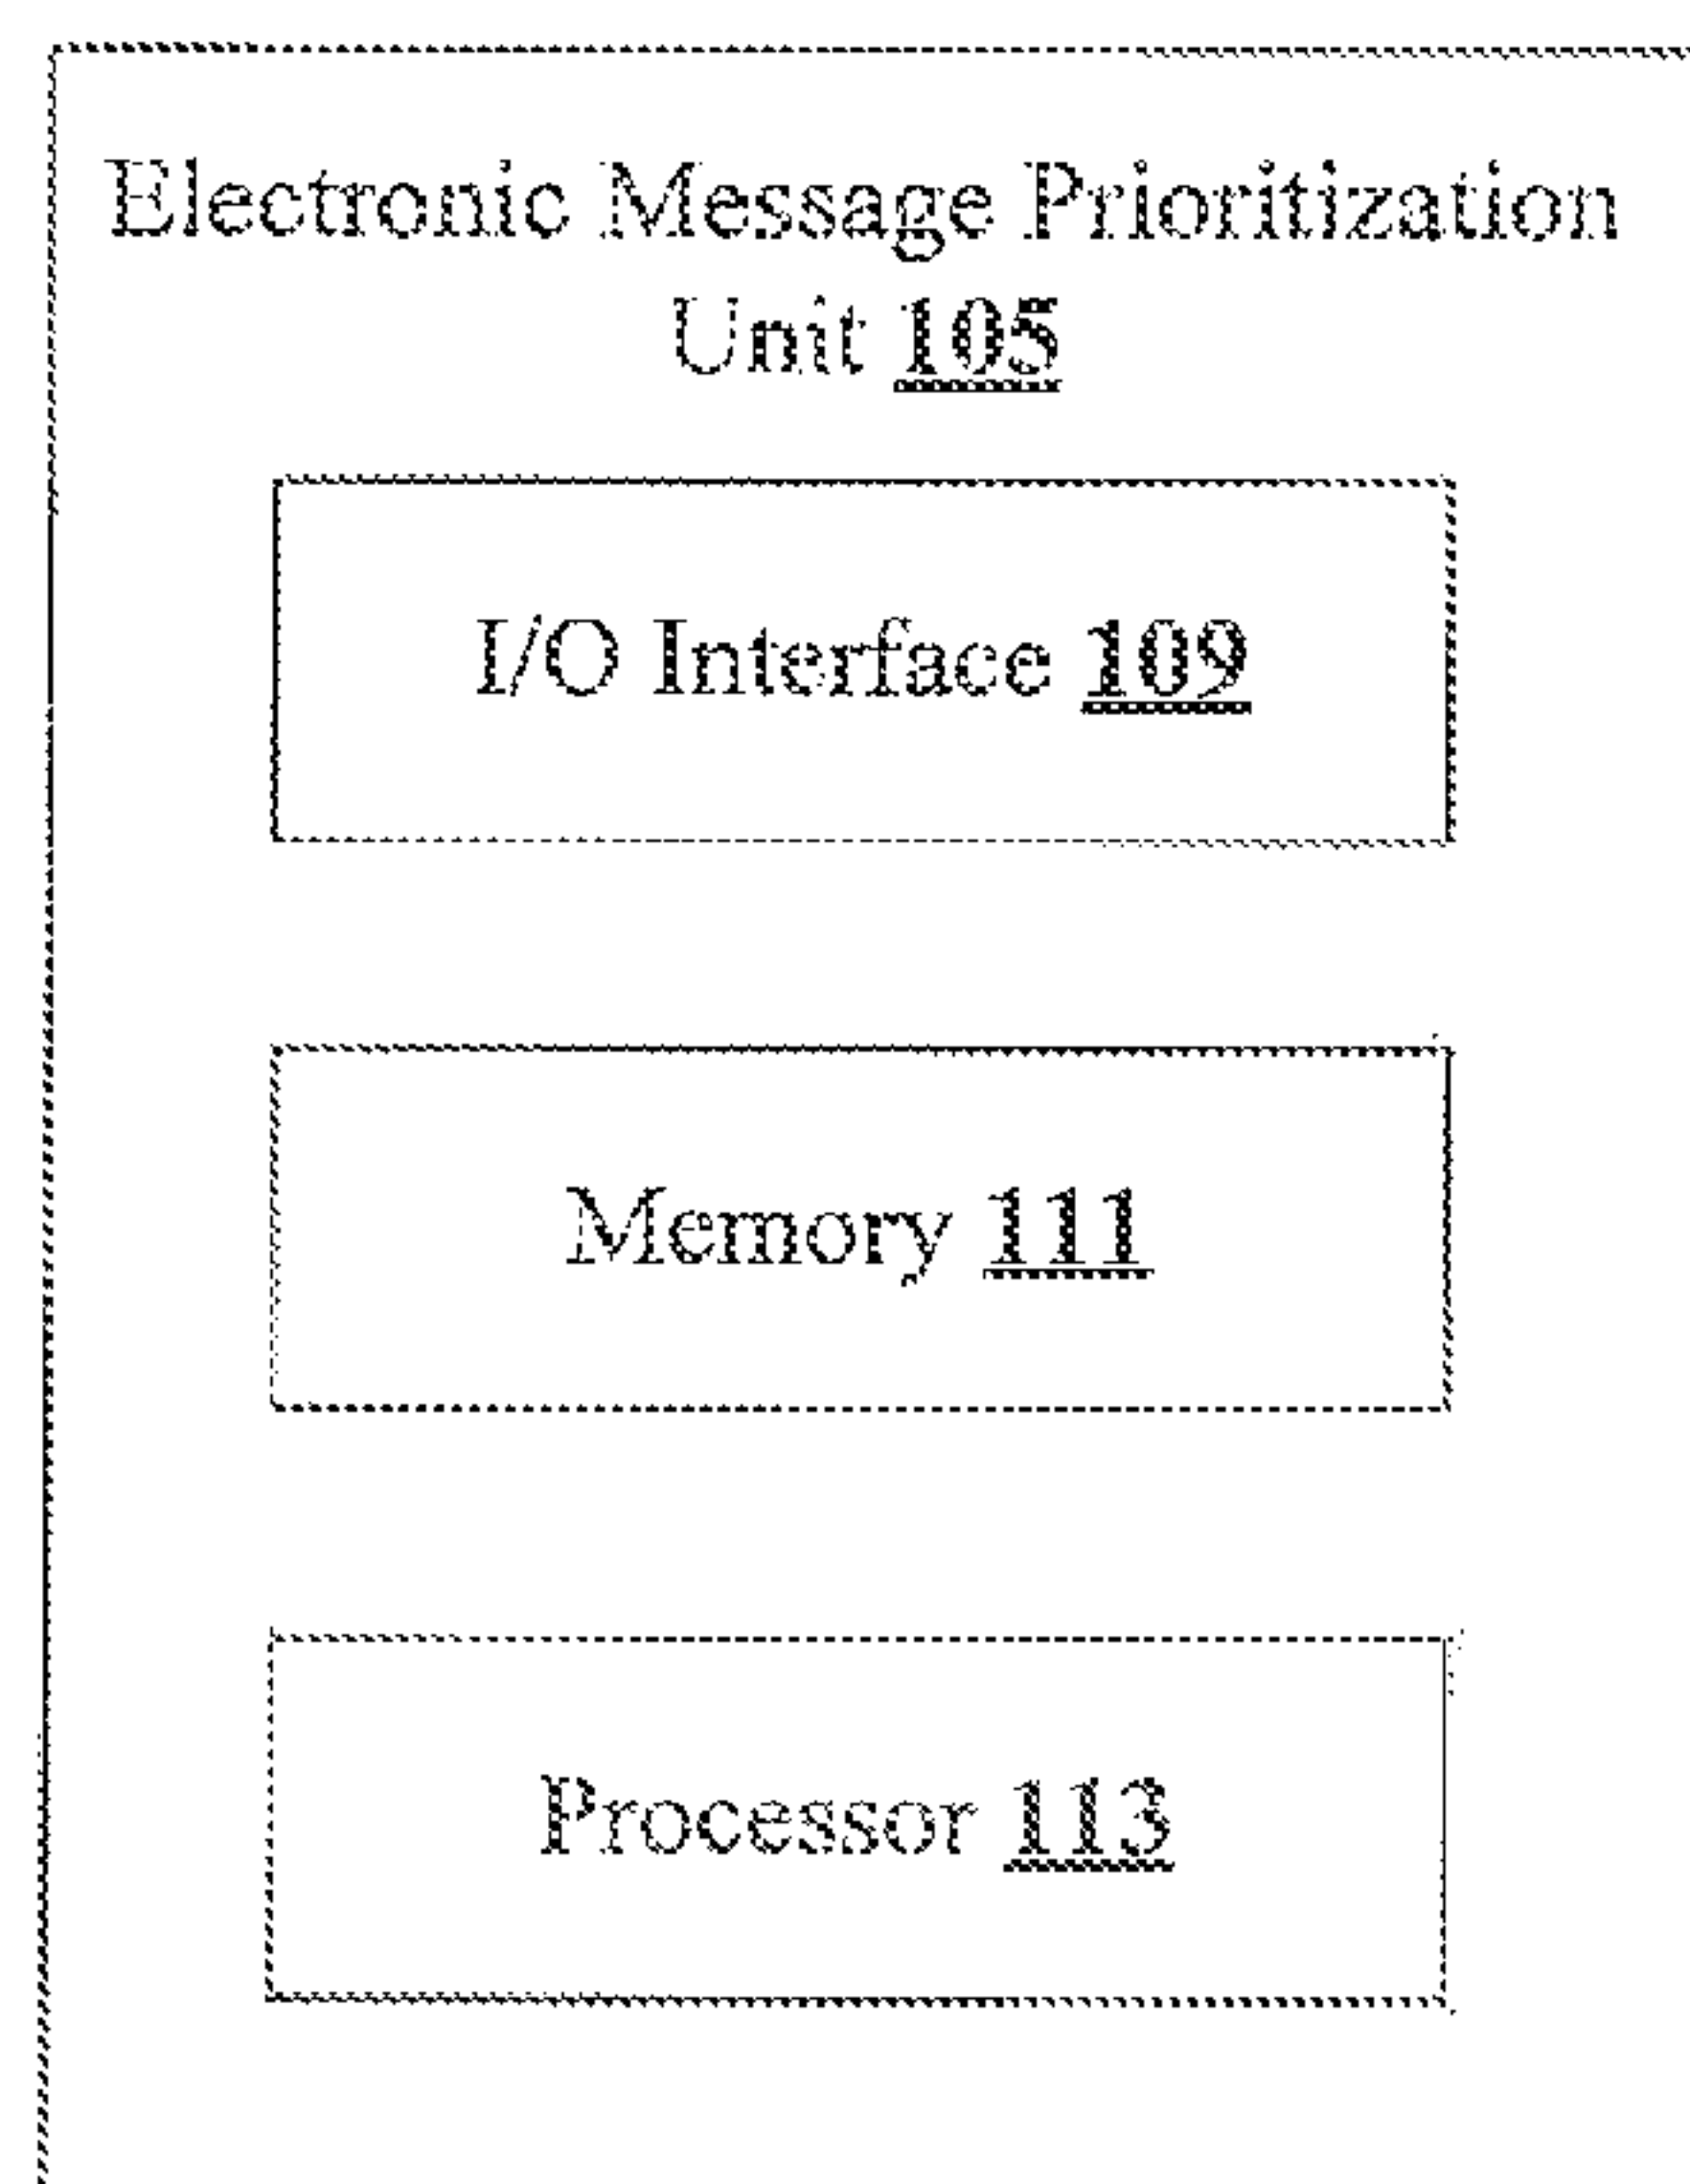 Electronic Message Prioritization
Unit 105
I/O Interface 109
Memory 111
Processor 113